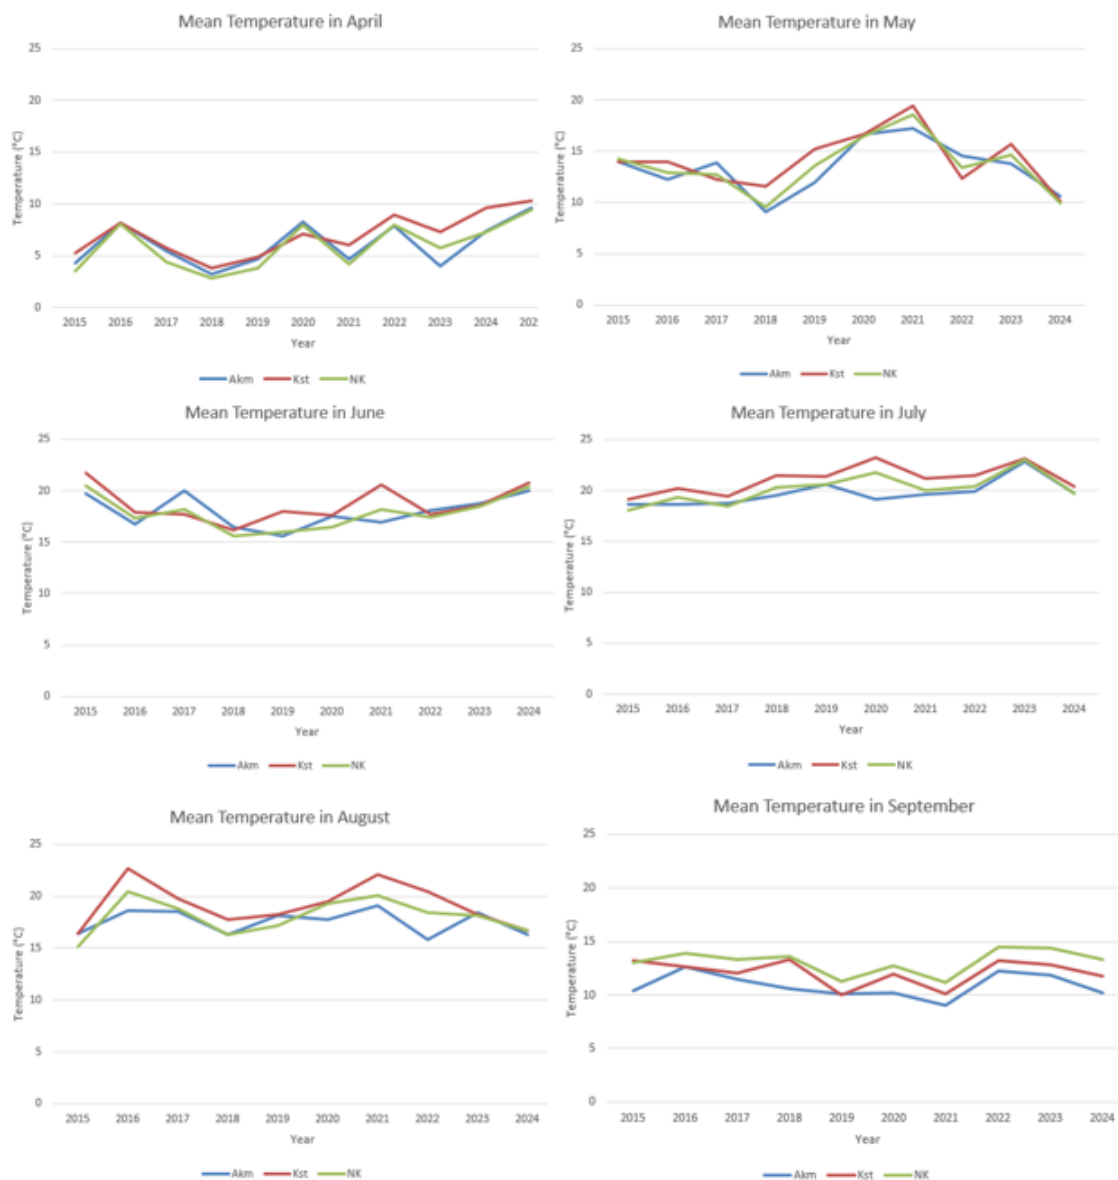 Mean Temperature in April
25
20
15
10
5
0
Temperature (°C)
2015 2016 2017 2018 2019 2020 2021 2022 2023 2024 202
Year
Akm Kst NK
Mean Temperature in May
25
20
15
10
5
0
Temperature (°C)
2015 2016 2017 2018 2019 2020 2021 2022 2023 2024
Year
Akm Kst NK
Mean Temperature in June
25
20
15
10
5
0
Temperature (°C)
2015 2016 2017 2018 2019 2020 2021 2022 2023 2024
Year
Akm Kst NK
Mean Temperature in July
25
20
15
10
5
0
Temperature (°C)
2015 2016 2017 2018 2019 2020 2021 2022 2023 2024
Year
Akm Kst NK
Mean Temperature in August
25
20
15
10
5
0
Temperature (°C)
2015 2016 2017 2018 2019 2020 2021 2022 2023 2024
Year
Akm Kst NK
Mean Temperature in September
25
20
15
10
5
0
Temperature (°C)
2015 2016 2017 2018 2019 2020 2021 2022 2023 2024
Year
Akm Kst NK